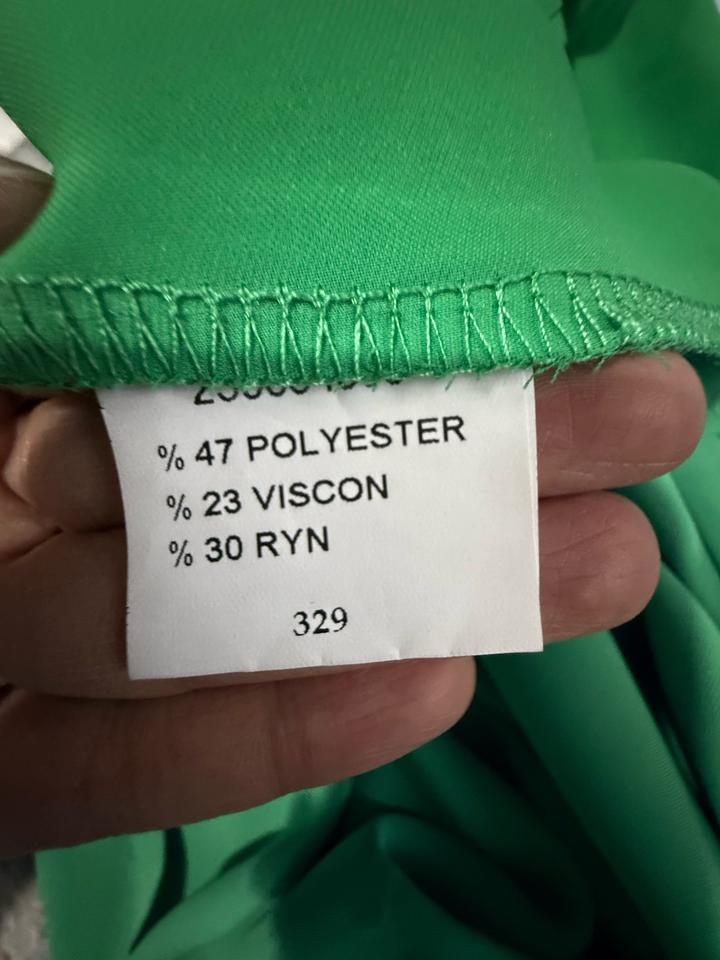 % 47 POLYESTER
% 23 VISCON
% 30 RYN
329